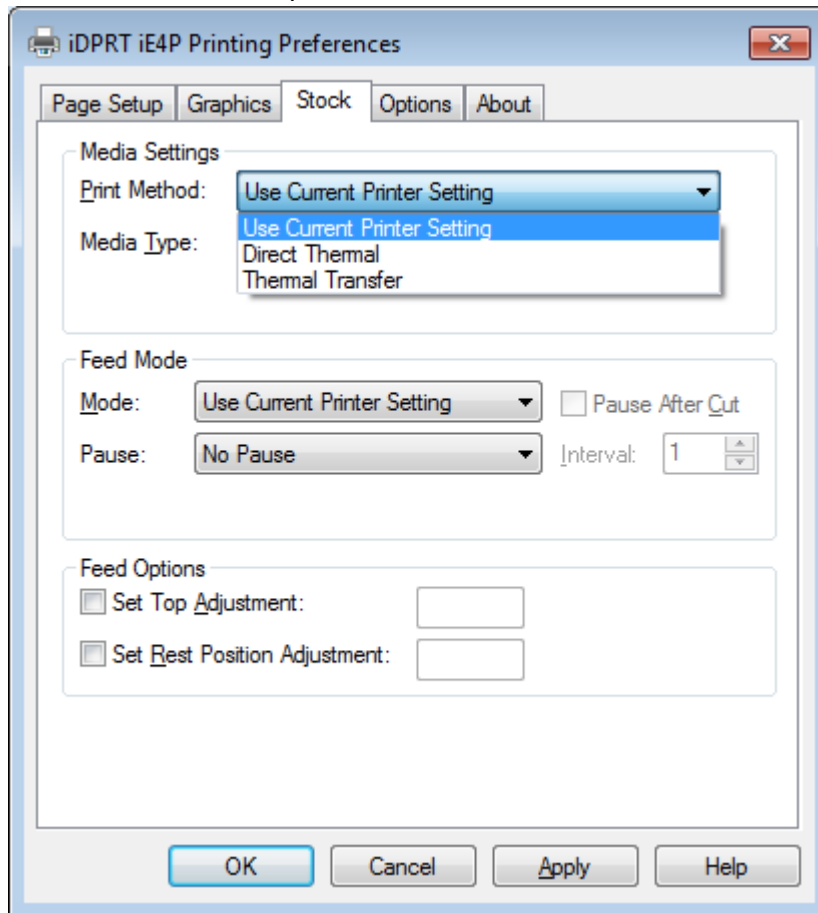 iDPRT iE4P Printing Preferences
Page Setup Graphics Stock Options About
Media Settings
Print Method: Use Current Printer Setting
Use Current Printer Setting
Media Type:
Direct Thermal
Thermal Transfer
Feed Mode
Mode: Use Current Printer Setting Pause After Cut
Pause: No Pause Interval: 1
Feed Options
Set Top Adjustment:
Set Rest Position Adjustment:
OK Cancel Apply Help